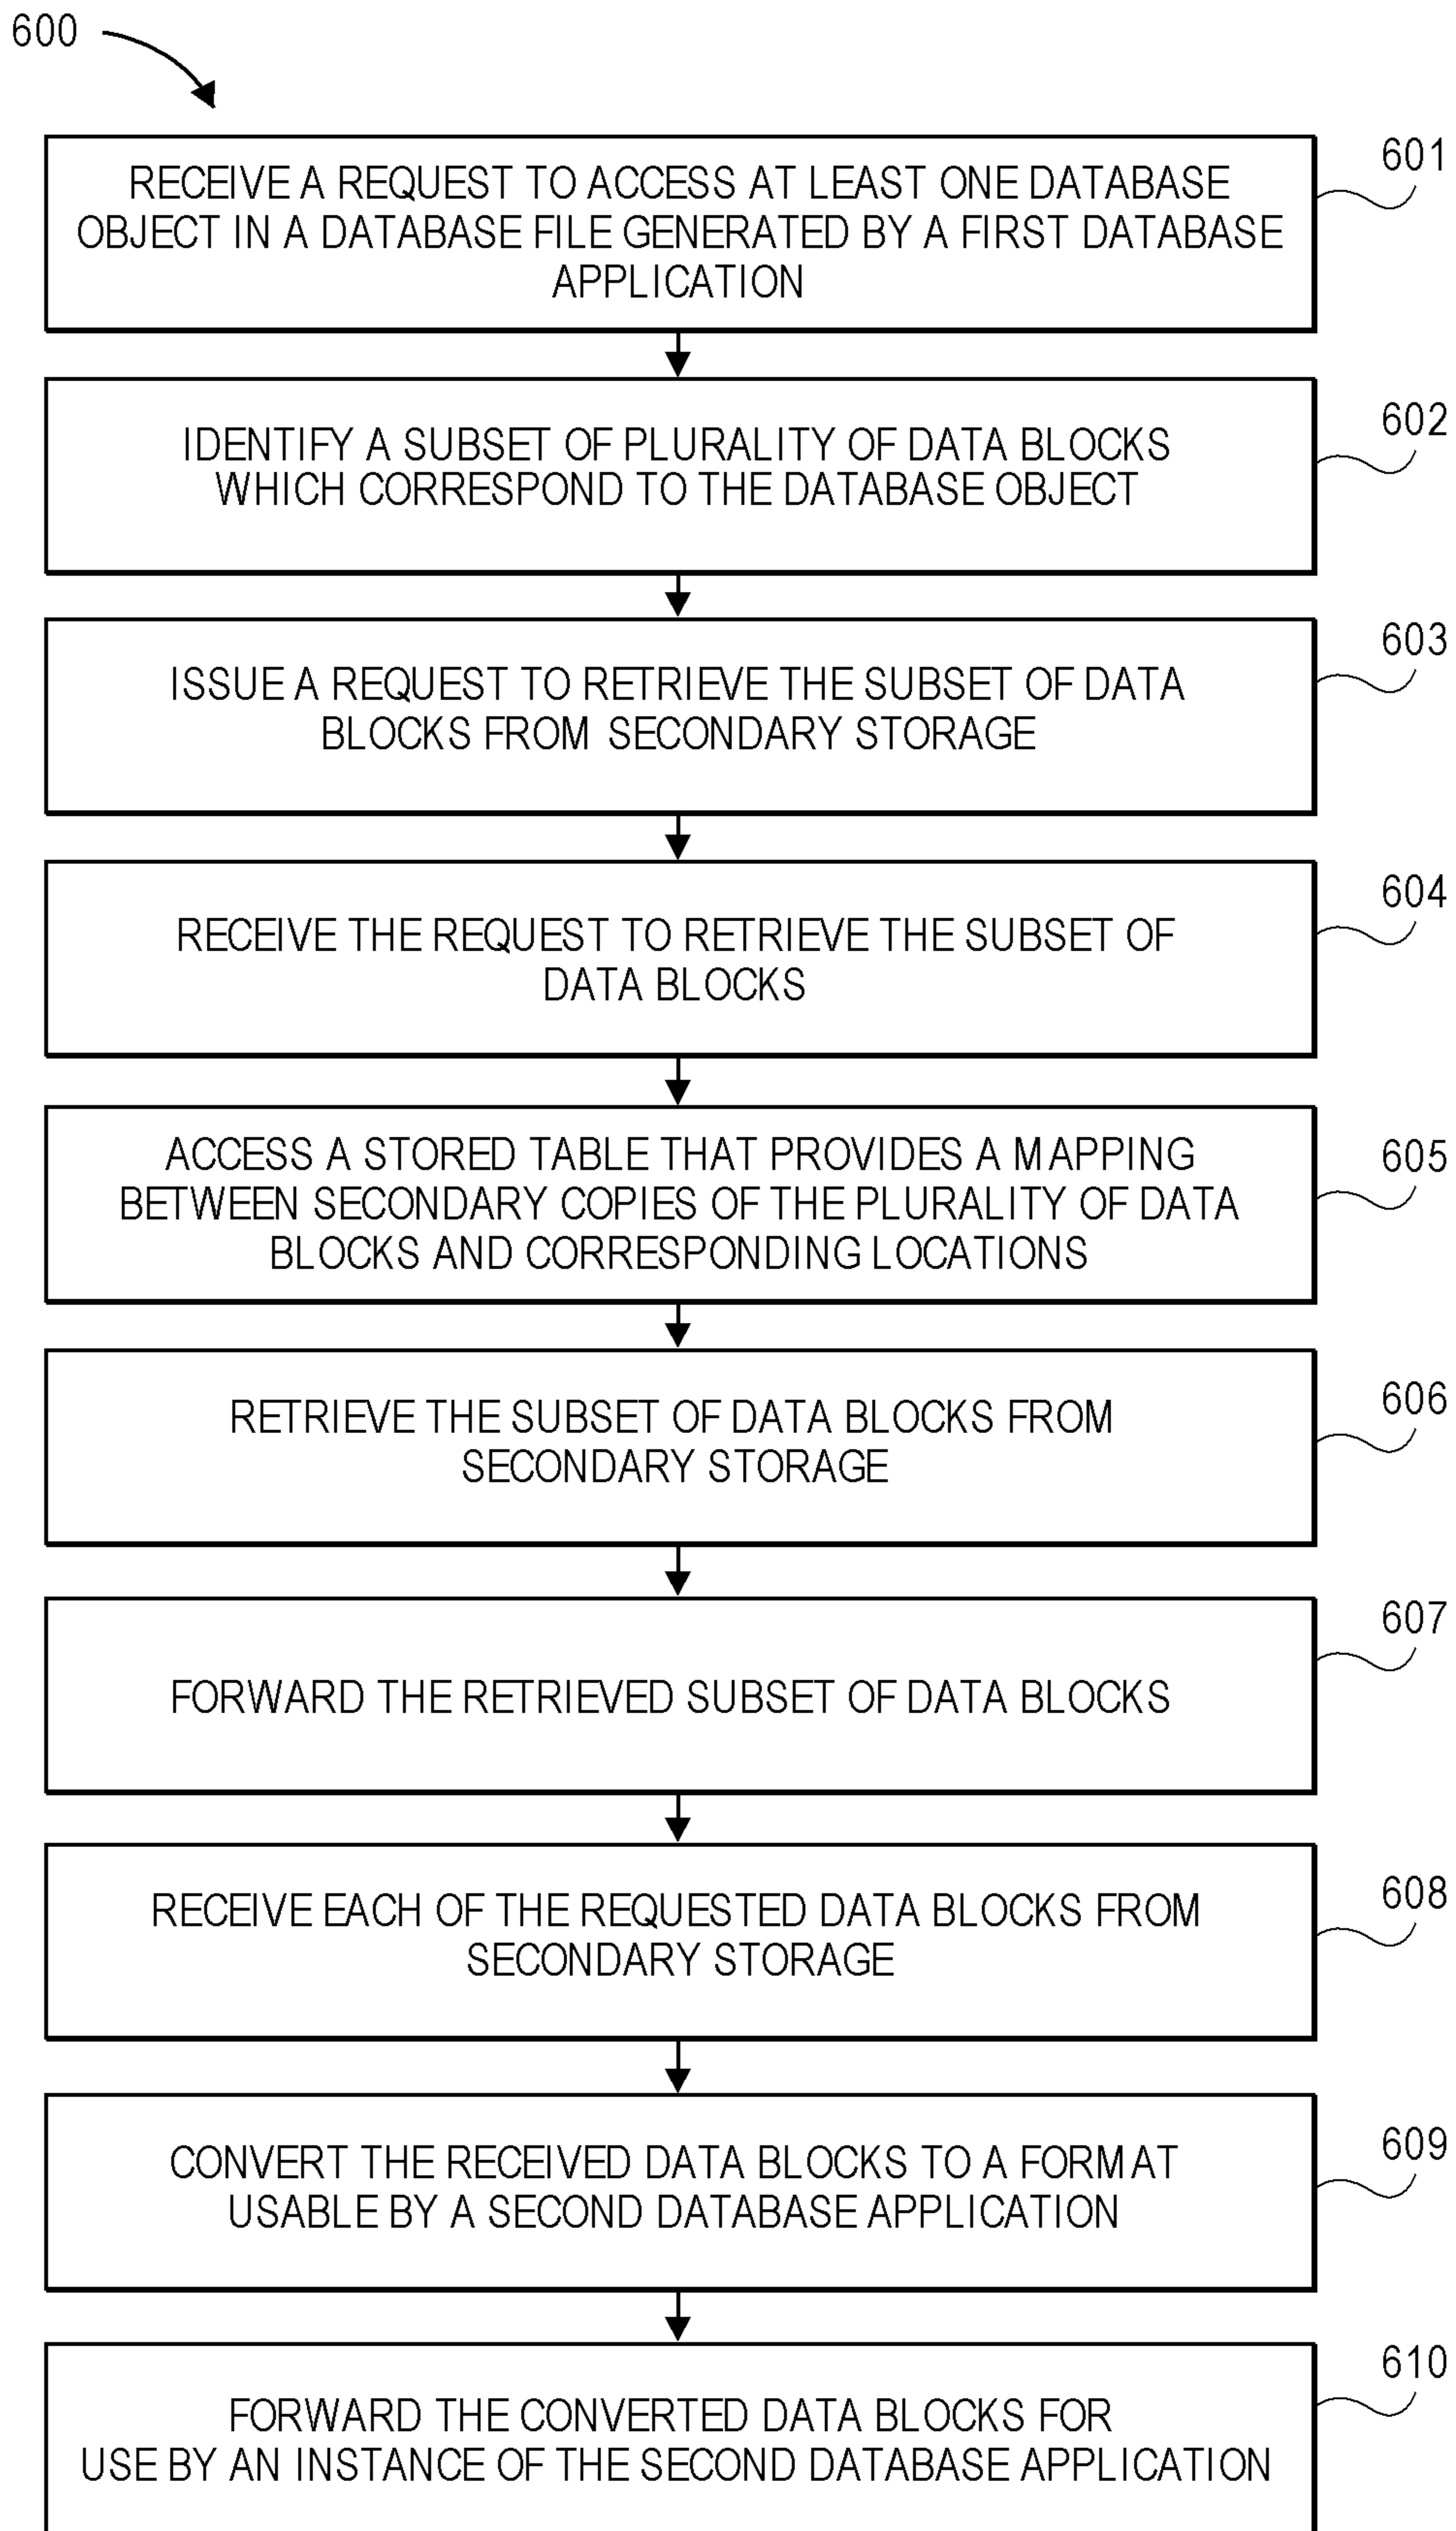 600
601
RECEIVE A REQUEST TO ACCESS AT LEAST ONE DATABASE
OBJECT IN A DATABASE FILE GENERATED BY A FIRST DATABASE
APPLICATION
602
IDENTIFY A SUBSET OF PLURALITY OF DATA BLOCKS
WHICH CORRESPOND TO THE DATABASE OBJECT
603
ISSUE A REQUEST TO RETRIEVE THE SUBSET OF DATA
BLOCKS FROM SECONDARY STORAGE
604
RECEIVE THE REQUEST TO RETRIEVE THE SUBSET OF
DATA BLOCKS
605
ACCESS A STORED TABLE THAT PROVIDES A MAPPING
BETWEEN SECONDARY COPIES OF THE PLURALITY OF DATA
BLOCKS AND CORRESPONDING LOCATIONS
606
RETRIEVE THE SUBSET OF DATA BLOCKS FROM
SECONDARY STORAGE
607
FORWARD THE RETRIEVED SUBSET OF DATA BLOCKS
608
RECEIVE EACH OF THE REQUESTED DATA BLOCKS FROM
SECONDARY STORAGE
609
CONVERT THE RECEIVED DATA BLOCKS TO A FORMAT
USABLE BY A SECOND DATABASE APPLICATION
610
FORWARD THE CONVERTED DATA BLOCKS FOR
USE BY AN INSTANCE OF THE SECOND DATABASE APPLICATION